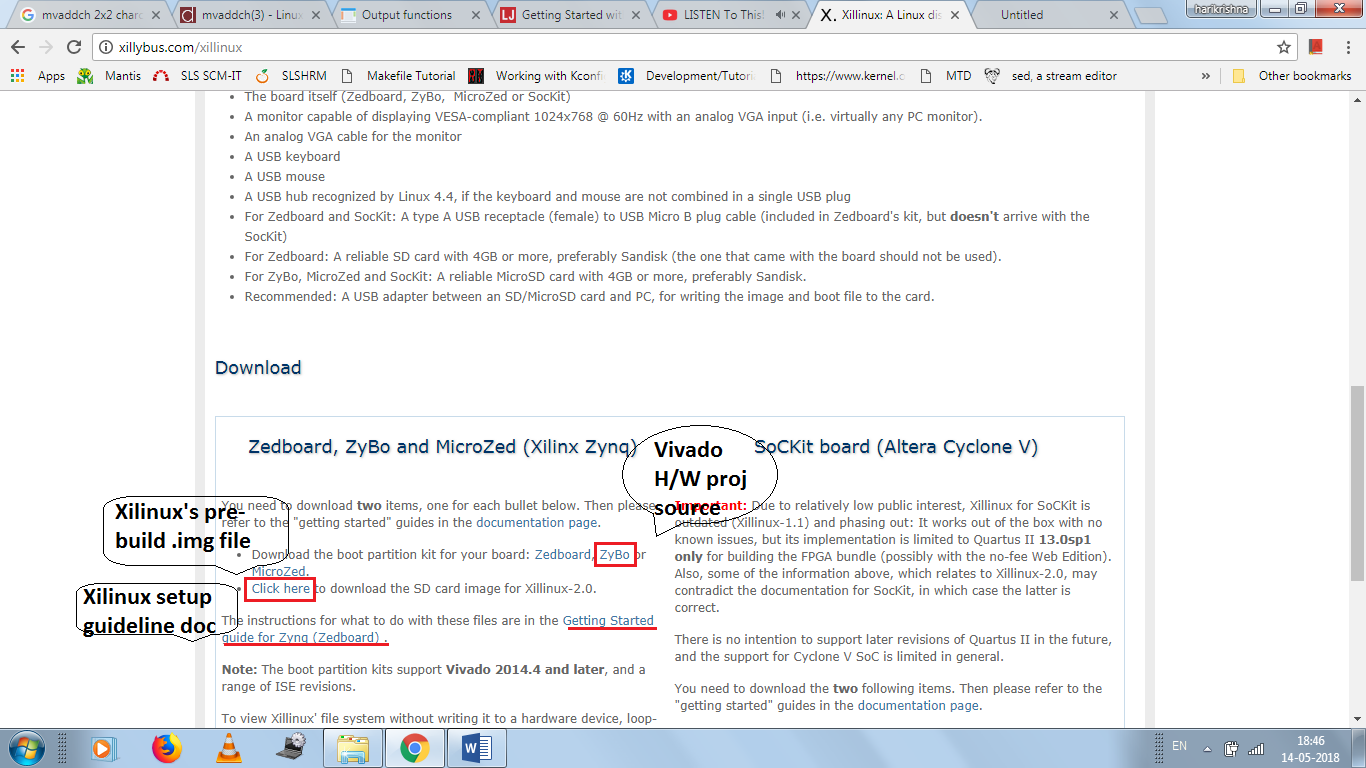 harikrishna
mvaddch 2x2 char
mvaddch(3) - Linu
Output functions
Getting Started wit
LISTEN To This!
Xillinux: A Linux dis
Untitled
xillybus.com/xillinux
Apps
Mantis
SLS SCM-IT
SLSHRM
Makefile Tutorial
Working with Kconfi
Development/Tutori
https://www.kernel.o
MTD
sed, a stream editor
»
Other bookmarks
• The board itself (Zedboard, ZyBo, MicroZed or SocKit)
• A monitor capable of displaying VESA-compliant 1024x768 @ 60Hz with an analog VGA input (i.e. virtually any PC monitor).
• An analog VGA cable for the monitor
• A USB keyboard
• A USB mouse
• A USB hub recognized by Linux 4.4, if the keyboard and mouse are not combined in a single USB plug
• For Zedboard and SocKit: A type A USB receptacle (female) to USB Micro B plug cable (included in Zedboard's kit, but doesn't arrive with the
SocKit)
• For Zedboard: A reliable SD card with 4GB or more, preferably Sandisk (the one that came with the board should not be used).
• For ZyBo, MicroZed and SocKit: A reliable MicroSD card with 4GB or more, preferably Sandisk.
• Recommended: A USB adapter between an SD/MicroSD card and PC, for writing the image and boot file to the card.
Download
Zedboard, ZyBo and MicroZed (Xilinx Zynq)
You need to download two items, one for each bullet below. Then please
refer to the "getting started" guides in the documentation page.
• Download the boot partition kit for your board: Zedboard, ZyBo or
MicroZed.
• Click here to download the SD card image for Xillinux-2.0.
The instructions for what to do with these files are in the Getting Started
guide for Zynq (Zedboard) .
Note: The boot partition kits support Vivado 2014.4 and later, and a
range of ISE revisions.
To view Xillinux' file system without writing it to a hardware device, loop-
Xilinux's pre-
build .img file
Xilinux setup
guideline doc
Vivado
H/W proj
source
SoCKit board (Altera Cyclone V)
Important: Due to relatively low public interest, Xillinux for SoCKit is
outdated (Xillinux-1.1) and phasing out: It works out of the box with no
known issues, but its implementation is limited to Quartus II 13.0sp1
only for building the FPGA bundle (possibly with the no-fee Web Edition).
Also, some of the information above, which relates to Xillinux-2.0, may
contradict the documentation for SocKit, in which case the latter is
correct.
There is no intention to support later revisions of Quartus II in the future,
and the support for Cyclone V SoC is limited in general.
You need to download the two following items. Then please refer to the
"getting started" guides in the documentation page.
EN
18:46
14-05-2018